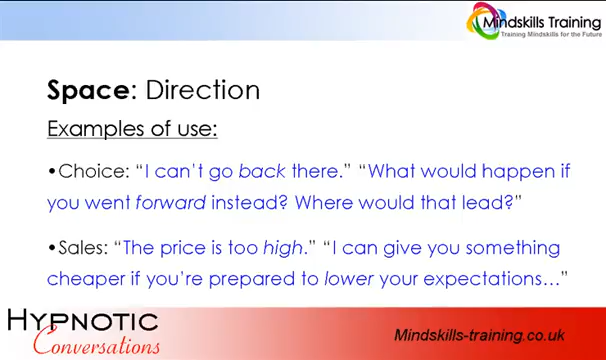 Mindskills Training
Training Mindskills for the Future
Space: Direction
Examples of use:
•Choice: “I can’t go back there.” “What would happen if
you went forward instead? Where would that lead?”
•Sales: “The price is too high.” “I can give you something
cheaper if you’re prepared to lower your expectations…”
HYPNOTIC
Conversations
Mindskills-training.co.uk